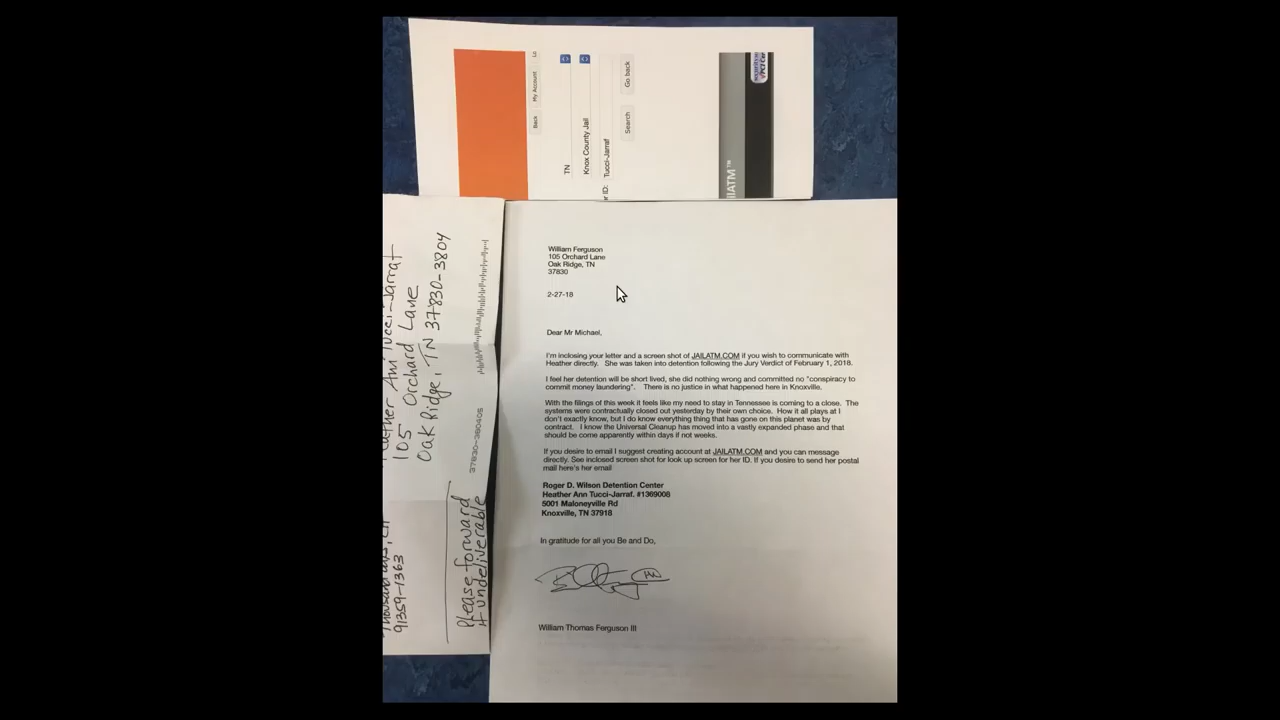 Back
My Account
TN
Knox County Jail
ID:
Tucci-Jarraf
Search
Go back
Ann Tucci-Jarraf
105 Orchard Lane
Oak Ridge, TN 37830-3804
91359-1363
Please forward
if undeliverable
William Ferguson
105 Orchard Lane
Oak Ridge, TN
37830
2-27-18
Dear Mr Michael,
I'm inclosing your letter and a screen shot of JAILATM.COM if you wish to communicate with
Heather directly. She was taken into detention following the Jury Verdict of February 1, 2018.
I feel her detention will be short lived, she did nothing wrong and committed no "conspiracy to
commit money laundering". There is no justice in what happened here in Knoxville.
With the filings of this week it feels like my need to stay in Tennessee is coming to a close. The
systems were contractually closed out yesterday by their own choice. How it all plays at I
don't exactly know, but I do know everything thing that has gone on this planet was by
contract. I know the Universal Cleanup has moved into a vastly expanded phase and that
should be come apparently within days if not weeks.
If you desire to email I suggest creating account at JAILATM.COM and you can message
directly. See inclosed screen shot for look up screen for her ID. If you desire to send her postal
mail here's her email
Roger D. Wilson Detention Center
Heather Ann Tucci-Jarraf. #1369008
5001 Maloneyville Rd
Knoxville, TN 37918
In gratitude for all you Be and Do,
William Thomas Ferguson III